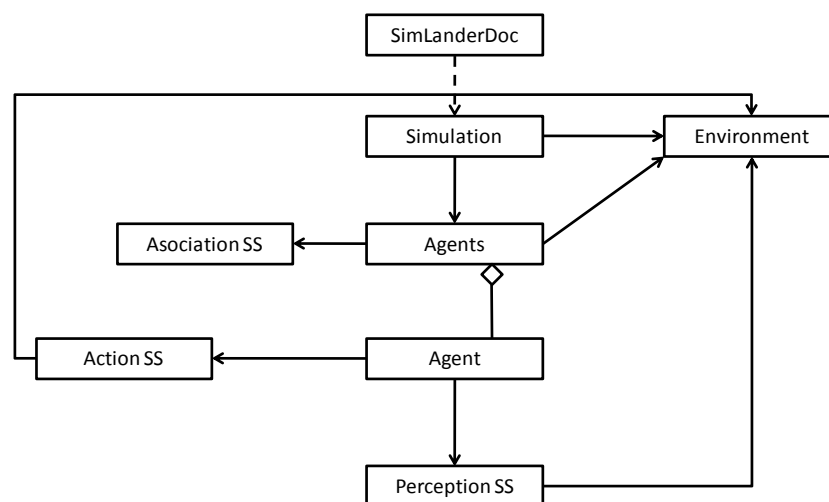 SimLanderDoc
Simulation
Environment
Asociation SS
Agents
Action SS
Agent
Perception SS